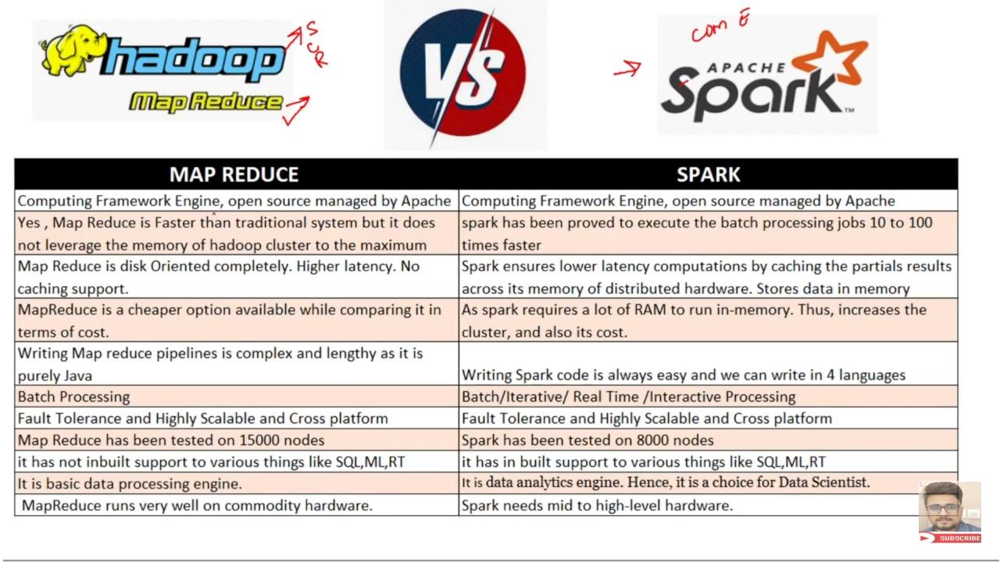 hadoop
Map Reduce
S
U
R
VS
com E
APACHE
Spark™
MAP REDUCE
SPARK
Computing Framework Engine, open source managed by Apache
Computing Framework Engine, open source managed by Apache
Yes , Map Reduce is Faster than traditional system but it does
not leverage the memory of hadoop cluster to the maximum
spark has been proved to execute the batch processing jobs 10 to 100
times faster
Map Reduce is disk Oriented completely. Higher latency. No
caching support.
Spark ensures lower latency computations by caching the partials results
across its memory of distributed hardware. Stores data in memory
MapReduce is a cheaper option available while comparing it in
terms of cost.
As spark requires a lot of RAM to run in-memory. Thus, increases the
cluster, and also its cost.
Writing Map reduce pipelines is complex and lengthy as it is
purely Java
Writing Spark code is always easy and we can write in 4 languages
Batch Processing
Batch/Iterative/ Real Time /Interactive Processing
Fault Tolerance and Highly Scalable and Cross platform
Fault Tolerance and Highly Scalable and Cross platform
Map Reduce has been tested on 15000 nodes
Spark has been tested on 8000 nodes
it has not inbuilt support to various things like SQL,ML,RT
it has in built support to various things like SQL,ML,RT
It is basic data processing engine.
It is data analytics engine. Hence, it is a choice for Data Scientist.
MapReduce runs very well on commodity hardware.
Spark needs mid to high-level hardware.
SUBSCRIBE